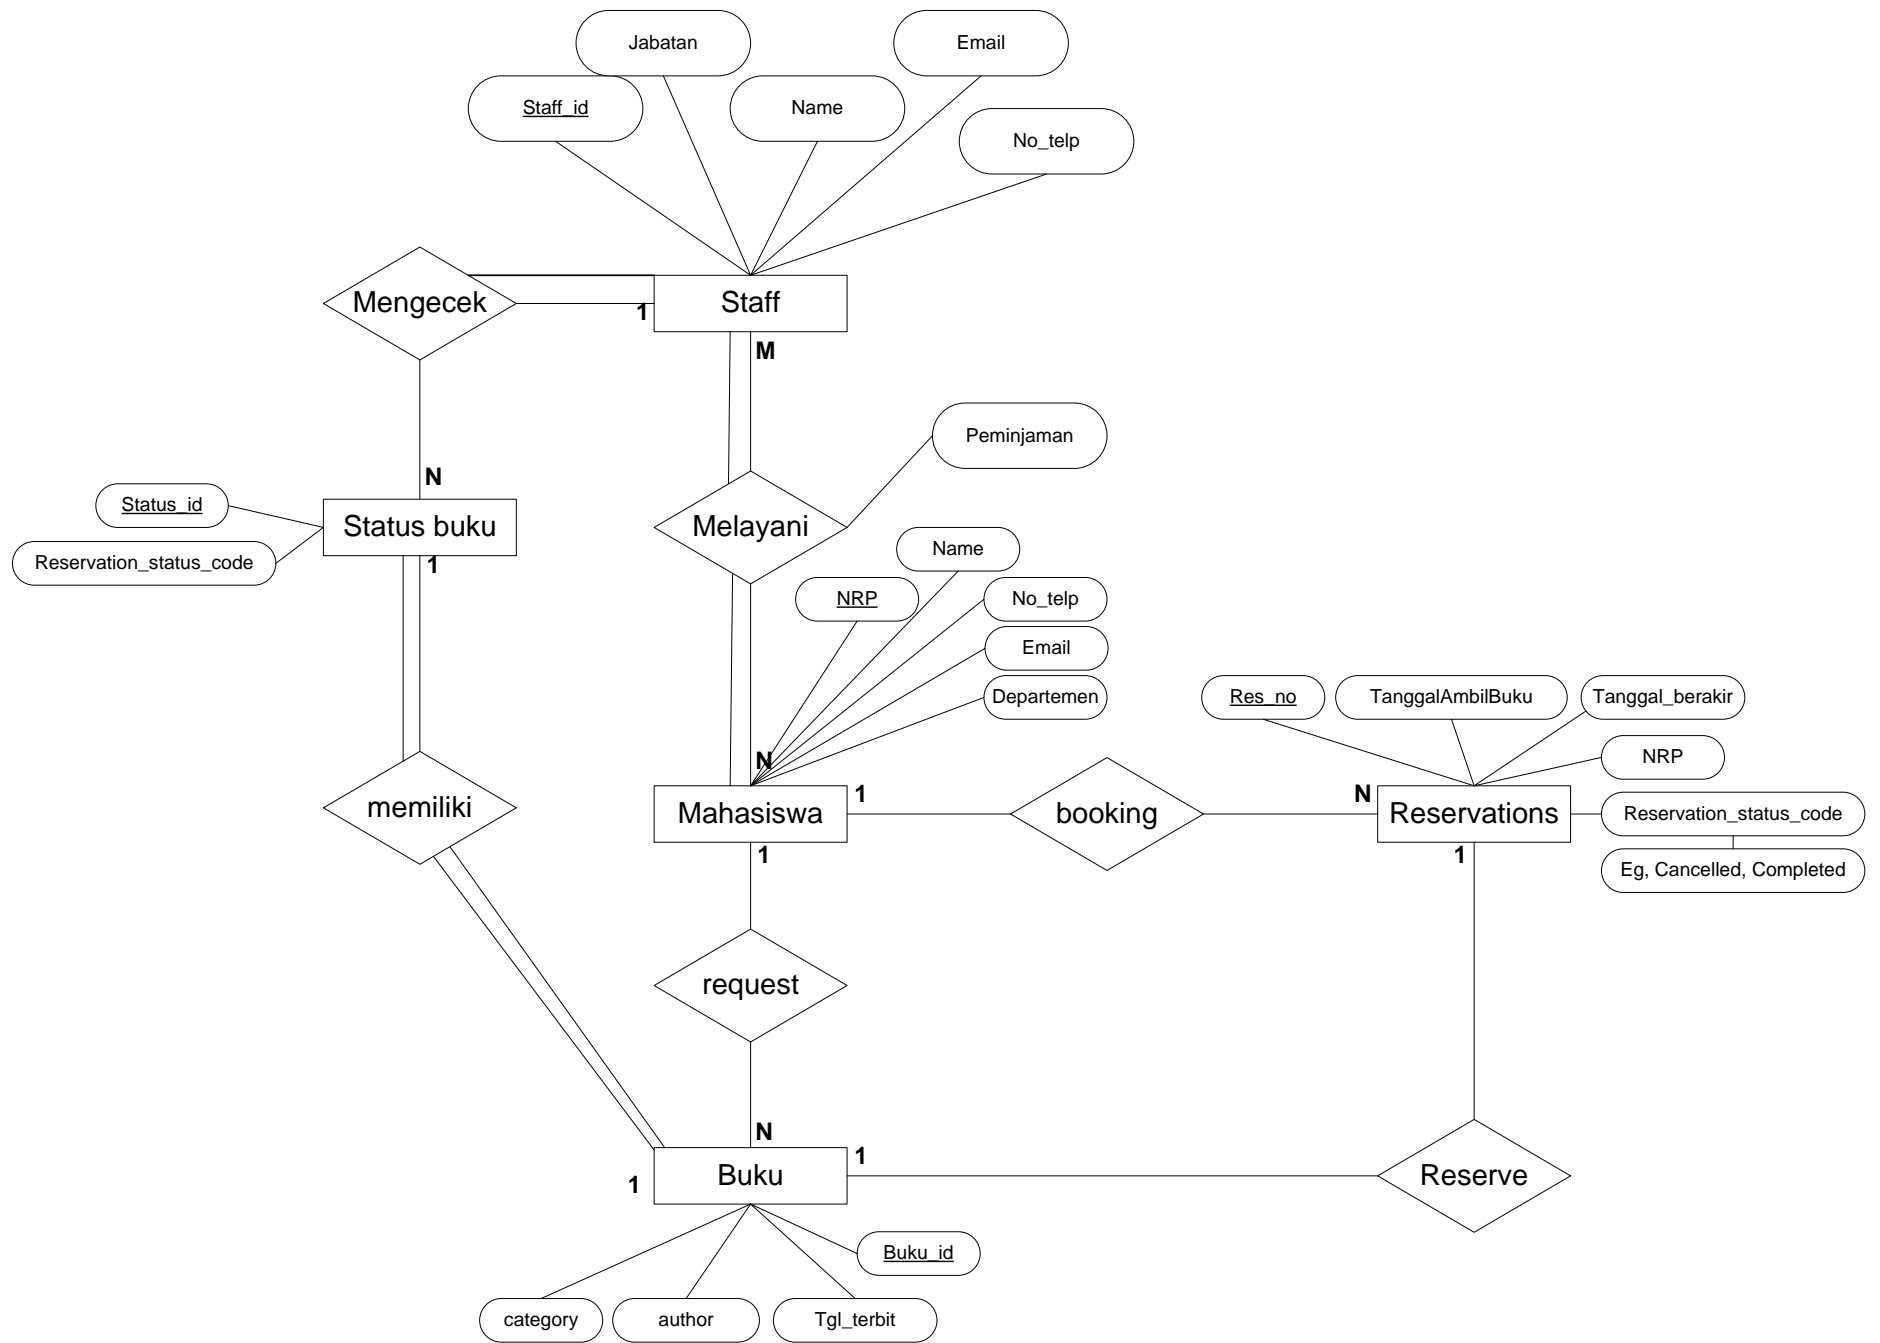 Jabatan
Email
Staff_id
Name
No_telp
Mengecek
Staff
1
M
Peminjaman
N
Status_id
Status buku
Melayani
Reservation_status_code
1
Name
NRP
No_telp
Email
Departemen
Res_no
TanggalAmbilBuku
Tanggal_berakir
NRP
N
memiliki
Mahasiswa
1
booking
N
Reservations
Reservation_status_code
1
1
Eg, Cancelled, Completed
request
N
1
1
Buku
Reserve
Buku_id
category
author
Tgl_terbit